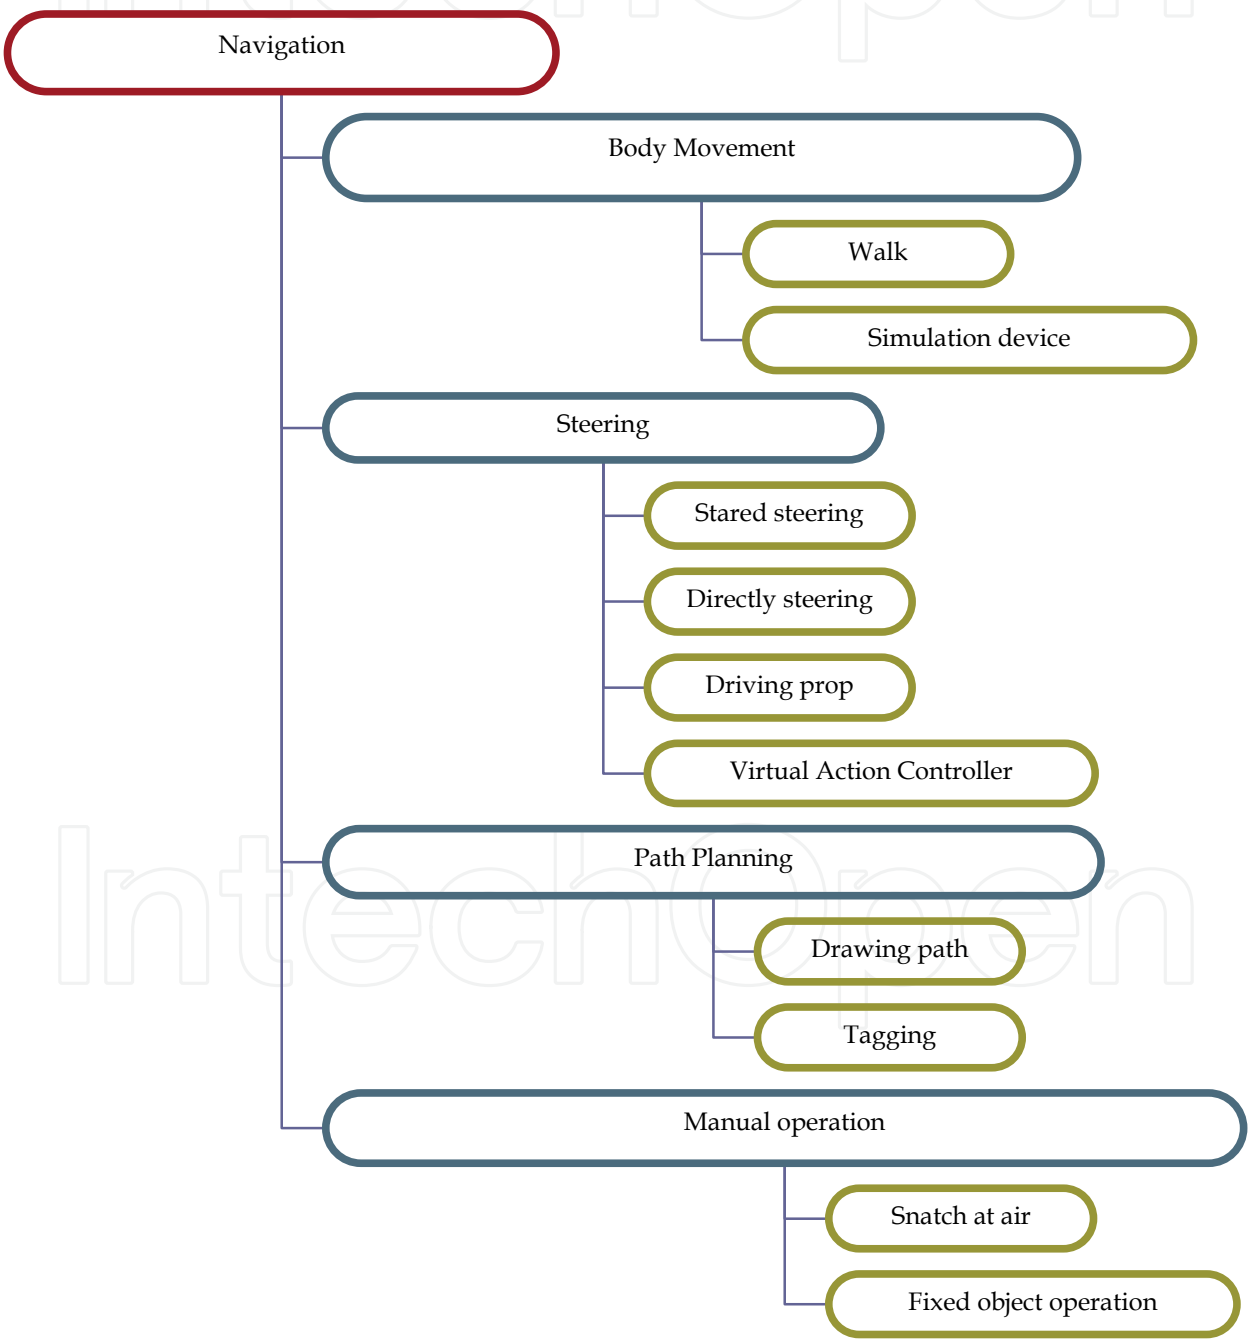 Navigation
Body Movement
Walk
Simulation device
Steering
Stared steering
Directly steering
Driving prop
Virtual Action Controller
Path Planning
IntechOpen
Drawing path
Tagging
Manual operation
Snatch at air
Fixed object operation